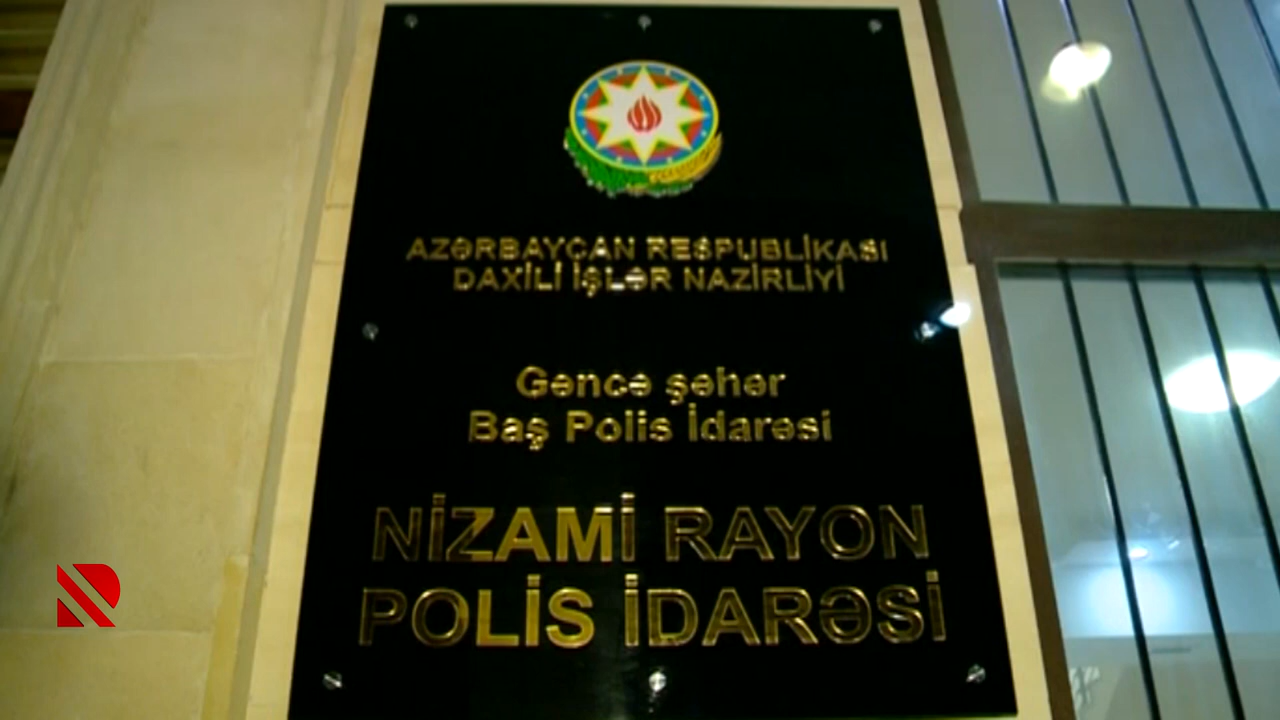 AZƏRBAYCAN RESPUBLİKASI
DAXİLİ İŞLƏR NAZİRLİYİ
Gəncə şəhər
Baş Polis İdarəsi
NİZAMİ RAYON
POLİS İDARƏSİ